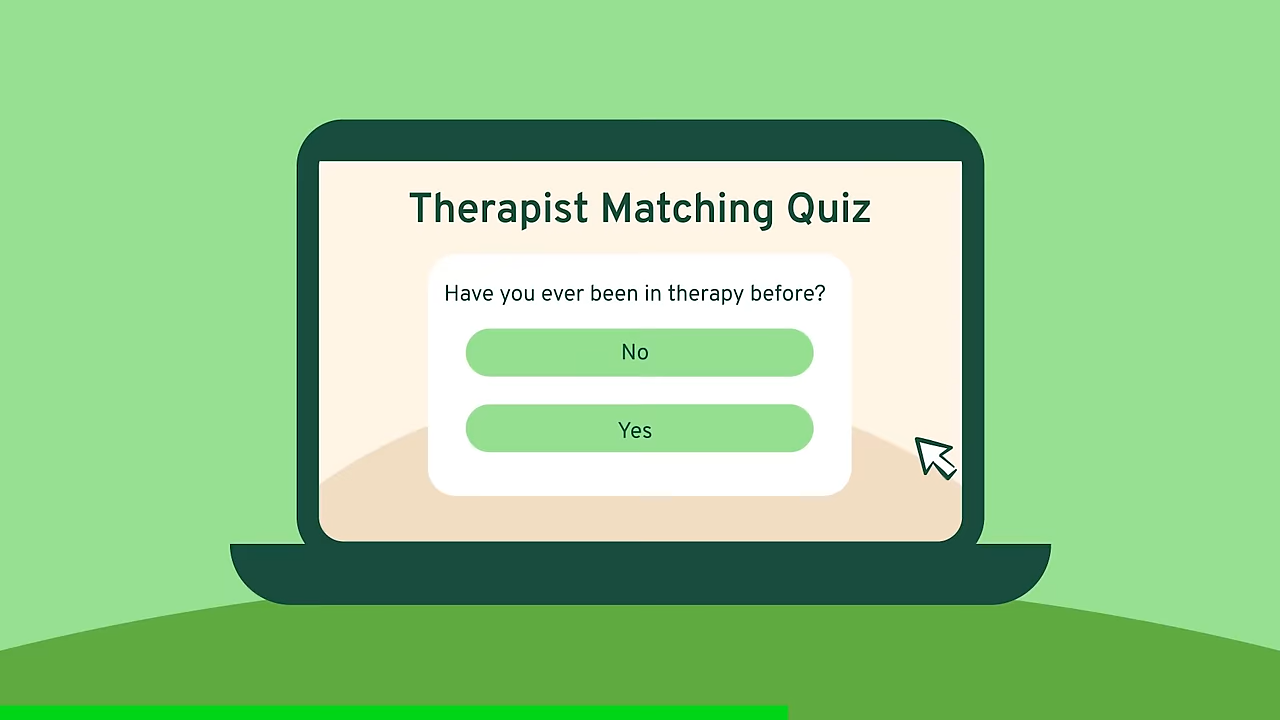 Therapist Matching Quiz
Have you ever been in therapy before?
No
Yes